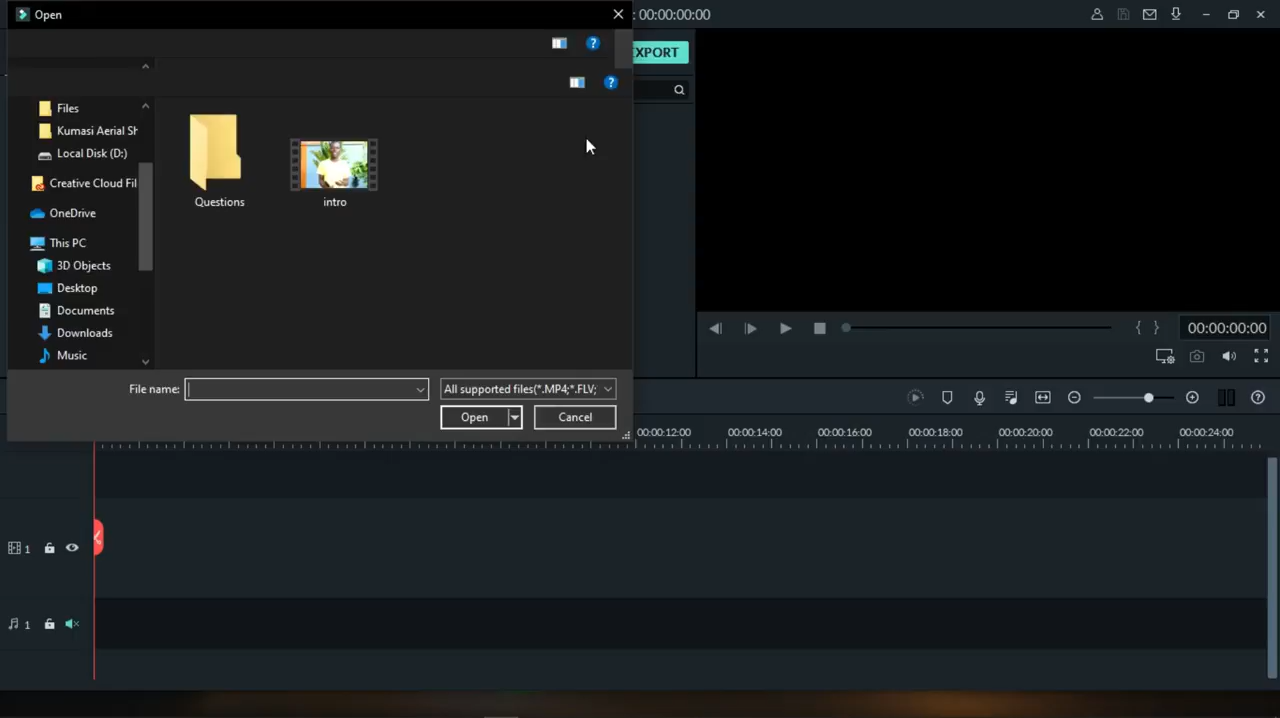 Open
: 00:00:00:00
EXPORT
Files
Kumasi Aerial Sh
Local Disk (D:)
Creative Cloud Fil
OneDrive
This PC
3D Objects
Desktop
Documents
Downloads
Music
Questions
intro
File name:
All supported files(*.MP4;*.FLV;
Open
Cancel
{ }
00:00:00:00
00:00:12:00 00:00:14:00 00:00:16:00 00:00:18:00 00:00:20:00 00:00:22:00 00:00:24:00
1
1